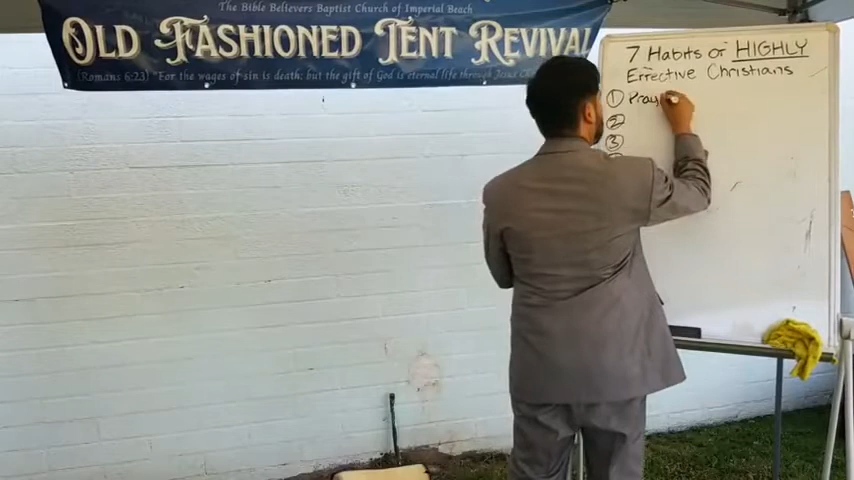 The Bible Believers Baptist Church of Imperial Beach
Old Fashioned Tent Revival
Romans 6:23 For the wages of sin is death; but the gift of God is eternal life through
7 Habits of HIGHLY
Effective Christians
① Pray
②
③